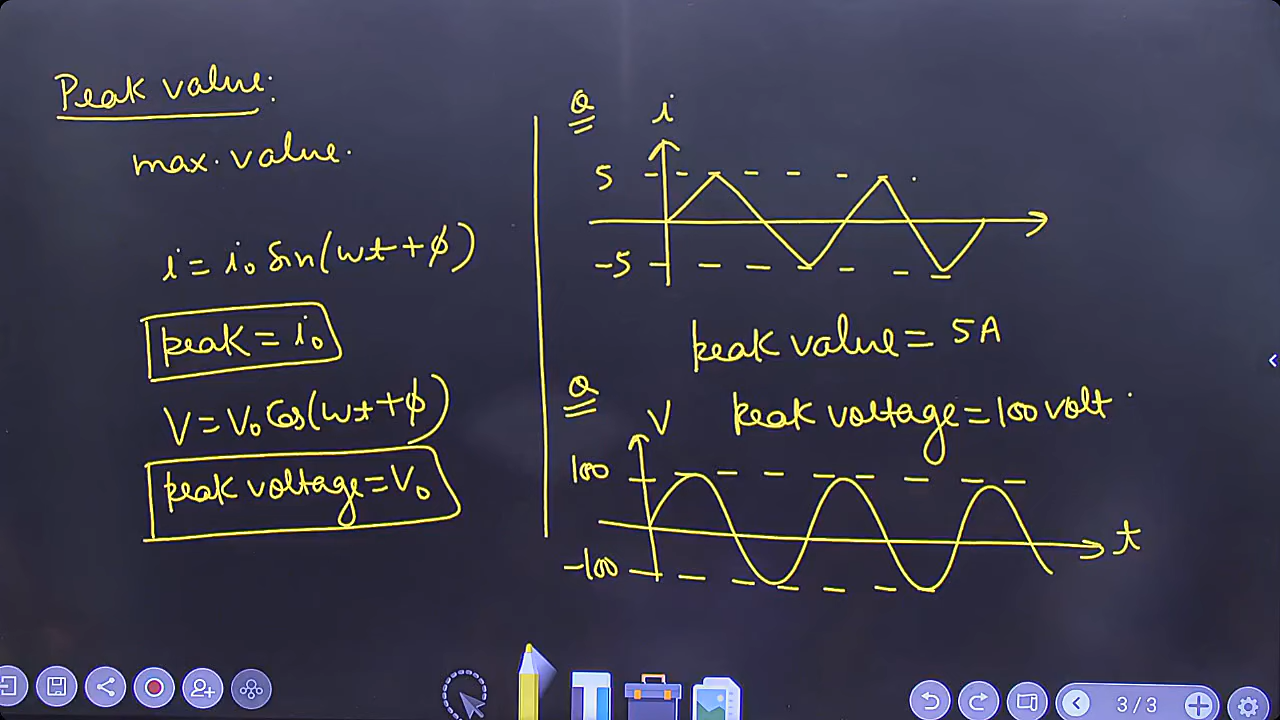 Peak value:
max. value.
i = i₀ Sin(ωt + ϕ)
peak = i₀
V = V₀ Cos(ωt + ϕ)
peak voltage = V₀
Q
i
5
-5
peak value = 5A
Q
V
peak voltage = 100 volt.
100
t
-100
3/3